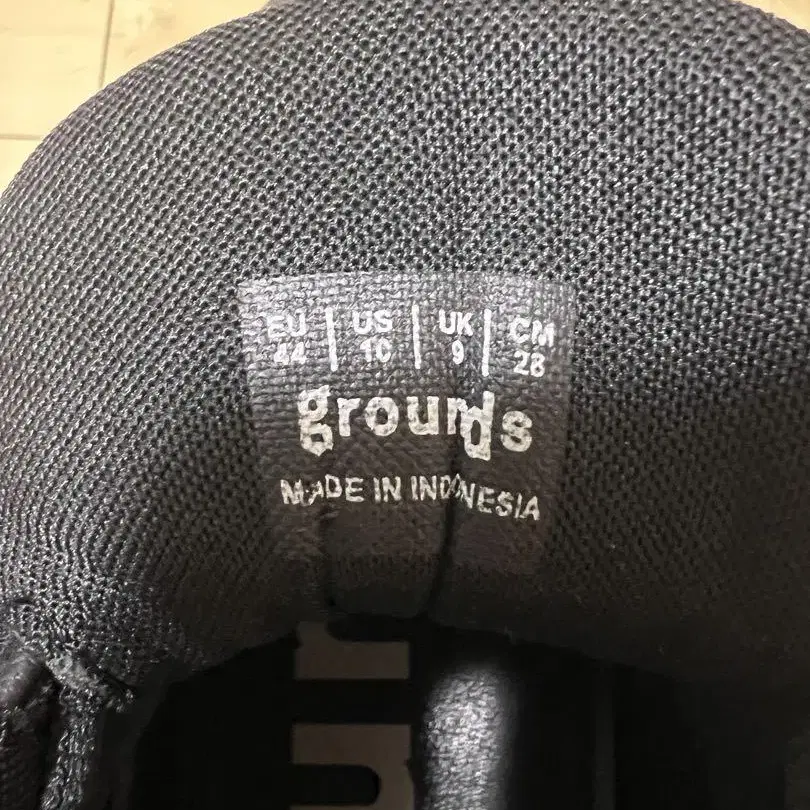 EU | US | UK | CM
44 | 10 | 9 | 28
grounds
MADE IN INDONESIA